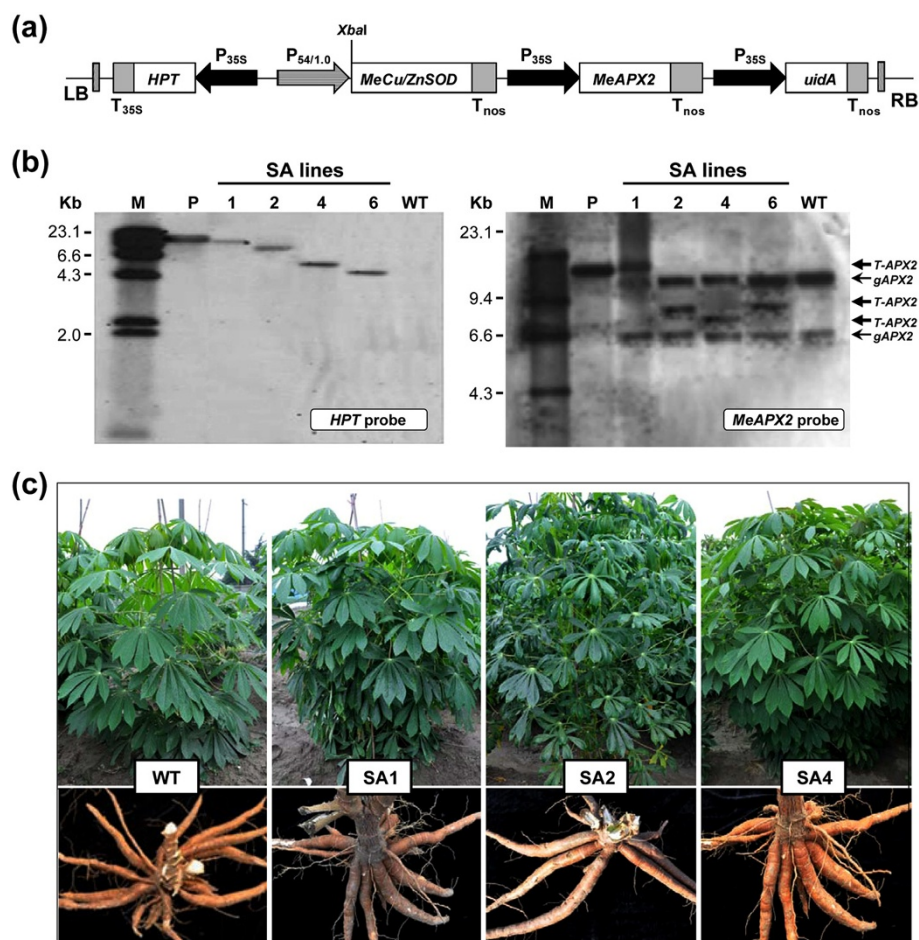 (a)
XbaI
P35S P54/1.0 P35S P35S
HPT MeCu/ZnSOD MeAPX2 uidA
LB T35S Tnos Tnos Tnos RB
(b)
SA lines SA lines
Kb M P 1 2 4 6 WT M P 1 2 4 6 WT
23.1
6.6
4.3
2.0
HPT probe
23.1
9.4
6.6
4.3
T-APX2
gAPX2
T-APX2
T-APX2
gAPX2
MeAPX2 probe
(c)
WT SA1 SA2 SA4